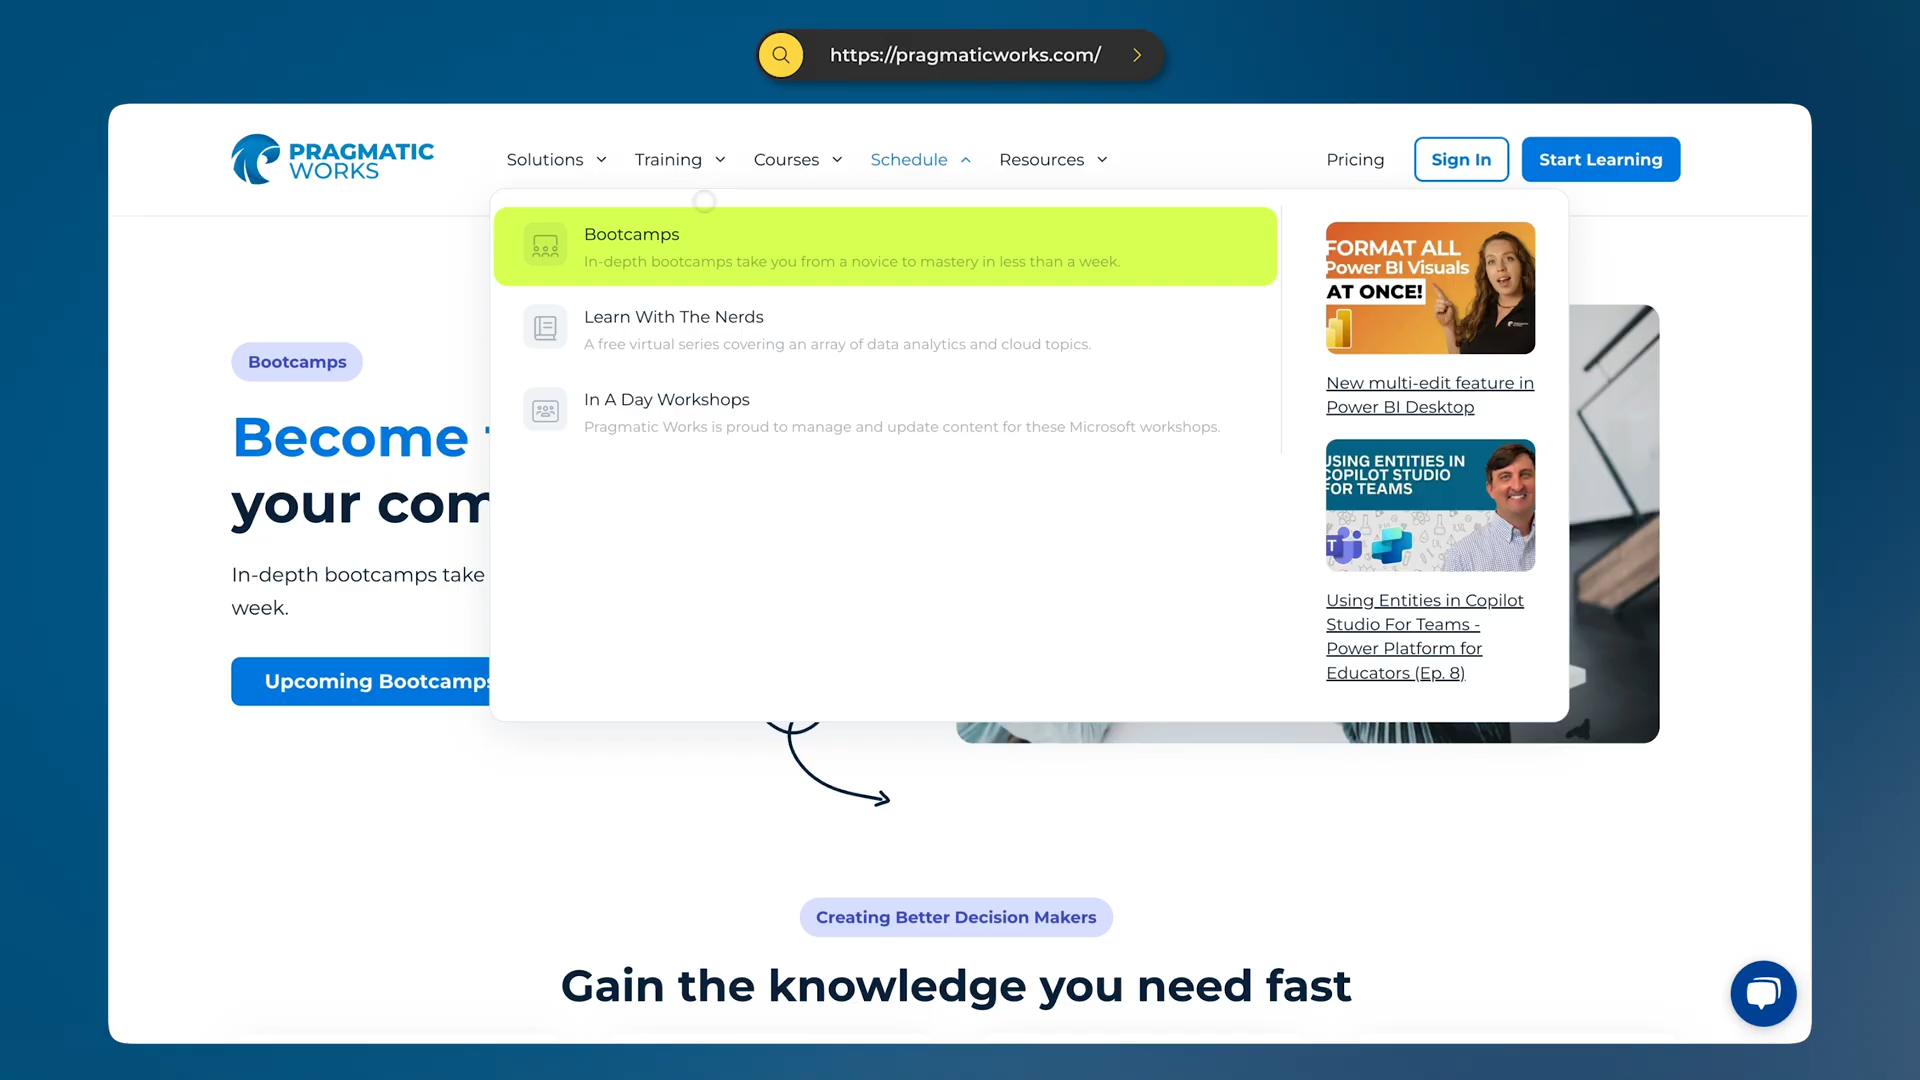 https://pragmaticworks.com/
PRAGMATIC
WORKS
Solutions
Training
Courses
Schedule
Resources
Pricing
Sign In
Start Learning
Bootcamps
In-depth bootcamps take you from a novice to mastery in less than a week.
Learn With The Nerds
A free virtual series covering an array of data analytics and cloud topics.
In A Day Workshops
Pragmatic Works is proud to manage and update content for these Microsoft workshops.
FORMAT ALL
Power BI Visuals
AT ONCE!
New multi-edit feature in
Power BI Desktop
USING ENTITIES IN
COPILOT STUDIO
FOR TEAMS
T
Using Entities in Copilot
Studio For Teams -
Power Platform for
Educators (Ep. 8)
Bootcamps
Become
your com
In-depth bootcamps take
week.
Upcoming Bootcamps
Creating Better Decision Makers
Gain the knowledge you need fast